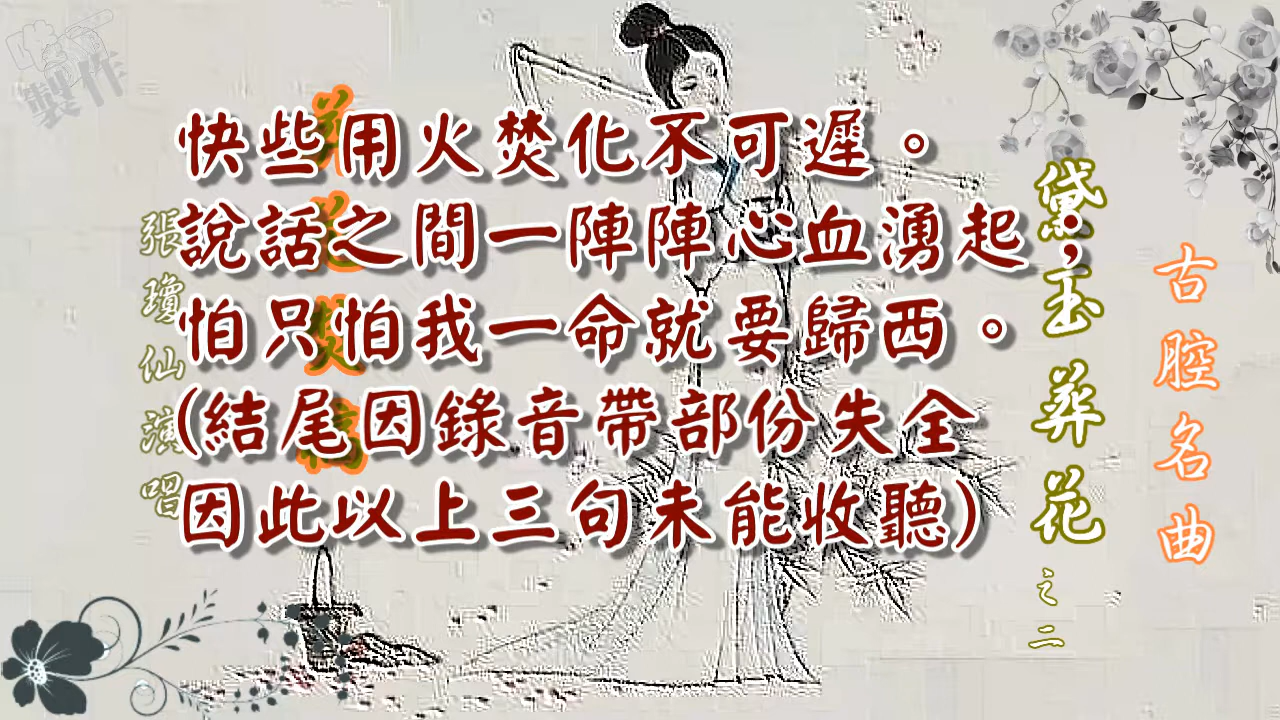 快些用火焚化不可遲。
說話之間一陣陣心血湧起；
怕只怕我一命就要歸西。
(結尾因錄音帶部份失全
因此以上三句未能收聽)
古腔名曲
黛玉葬花之二
張瓊仙演唱
製作